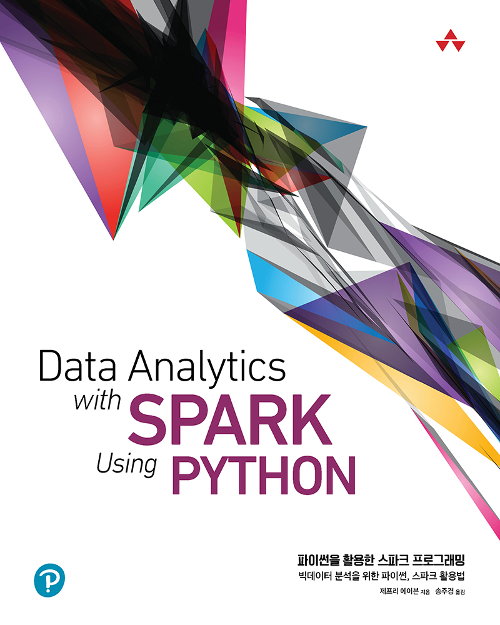 Data Analytics
with SPARK
Using PYTHON
파이썬을 활용한 스파크 프로그래밍
빅데이터 분석을 위한 파이썬, 스파크 활용법
제프리 에이븐 지음 송주경 옮김
P